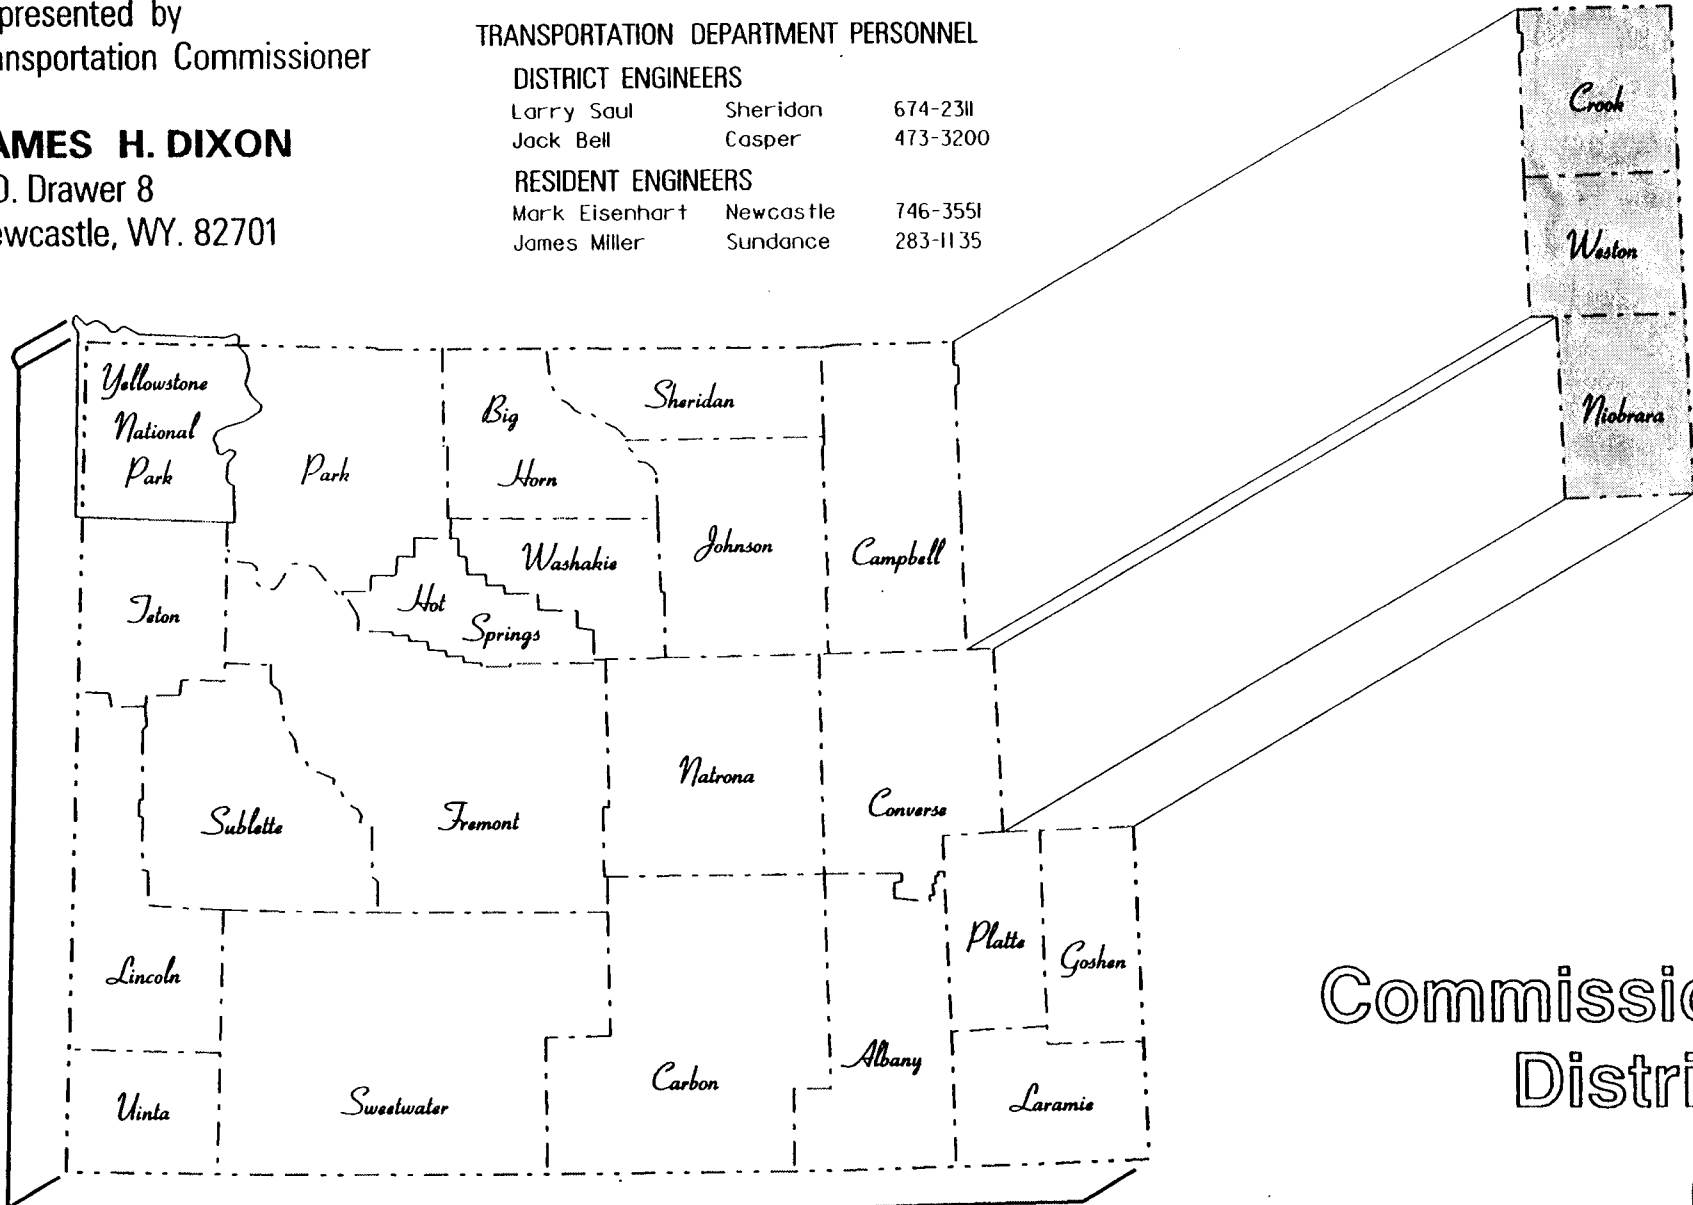 presented by
ansportation Commissioner
AMES H. DIXON
O. Drawer 8
ewcastle, WY. 82701
TRANSPORTATION DEPARTMENT PERSONNEL
DISTRICT ENGINEERS
Larry Saul Sheridan 674-2311
Jack Bell Casper 473-3200
RESIDENT ENGINEERS
Mark Eisenhart Newcastle 746-3551
James Miller Sundance 283-1135
Crook
Weston
Niobrara
Yellowstone
National
Park
Park
Big
Horn
Sheridan
Johnson
Campbell
Washakie
Hot
Springs
Teton
Sublette
Fremont
Natrona
Converse
Platte
Goshen
Lincoln
Uinta
Sweetwater
Carbon
Albany
Laramie
Commissio
Distri